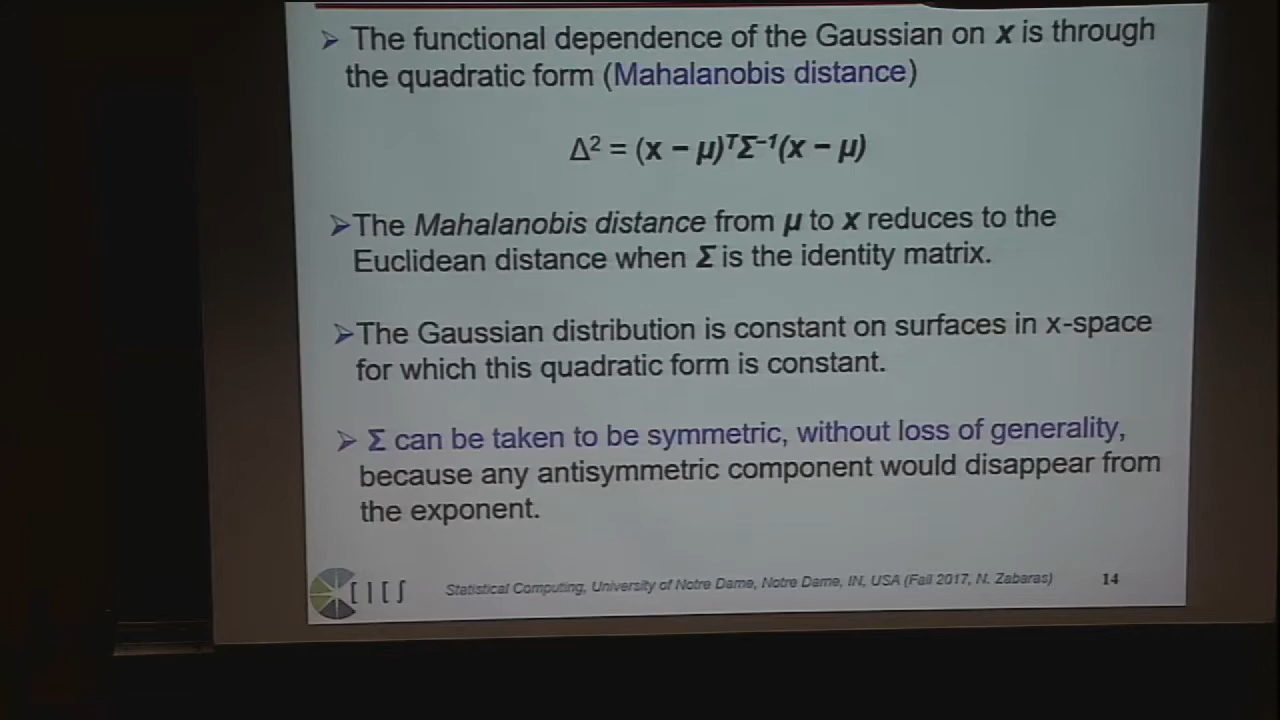 ➢ The functional dependence of the Gaussian on x is through
the quadratic form (Mahalanobis distance)
Δ² = (x − μ)ᵀΣ⁻¹(x − μ)
➢The Mahalanobis distance from μ to x reduces to the
Euclidean distance when Σ is the identity matrix.
➢The Gaussian distribution is constant on surfaces in x-space
for which this quadratic form is constant.
➢ Σ can be taken to be symmetric, without loss of generality,
because any antisymmetric component would disappear from
the exponent.
Statistical Computing, University of Notre Dame, Notre Dame, IN, USA (Fall 2017, N. Zabaras) 14